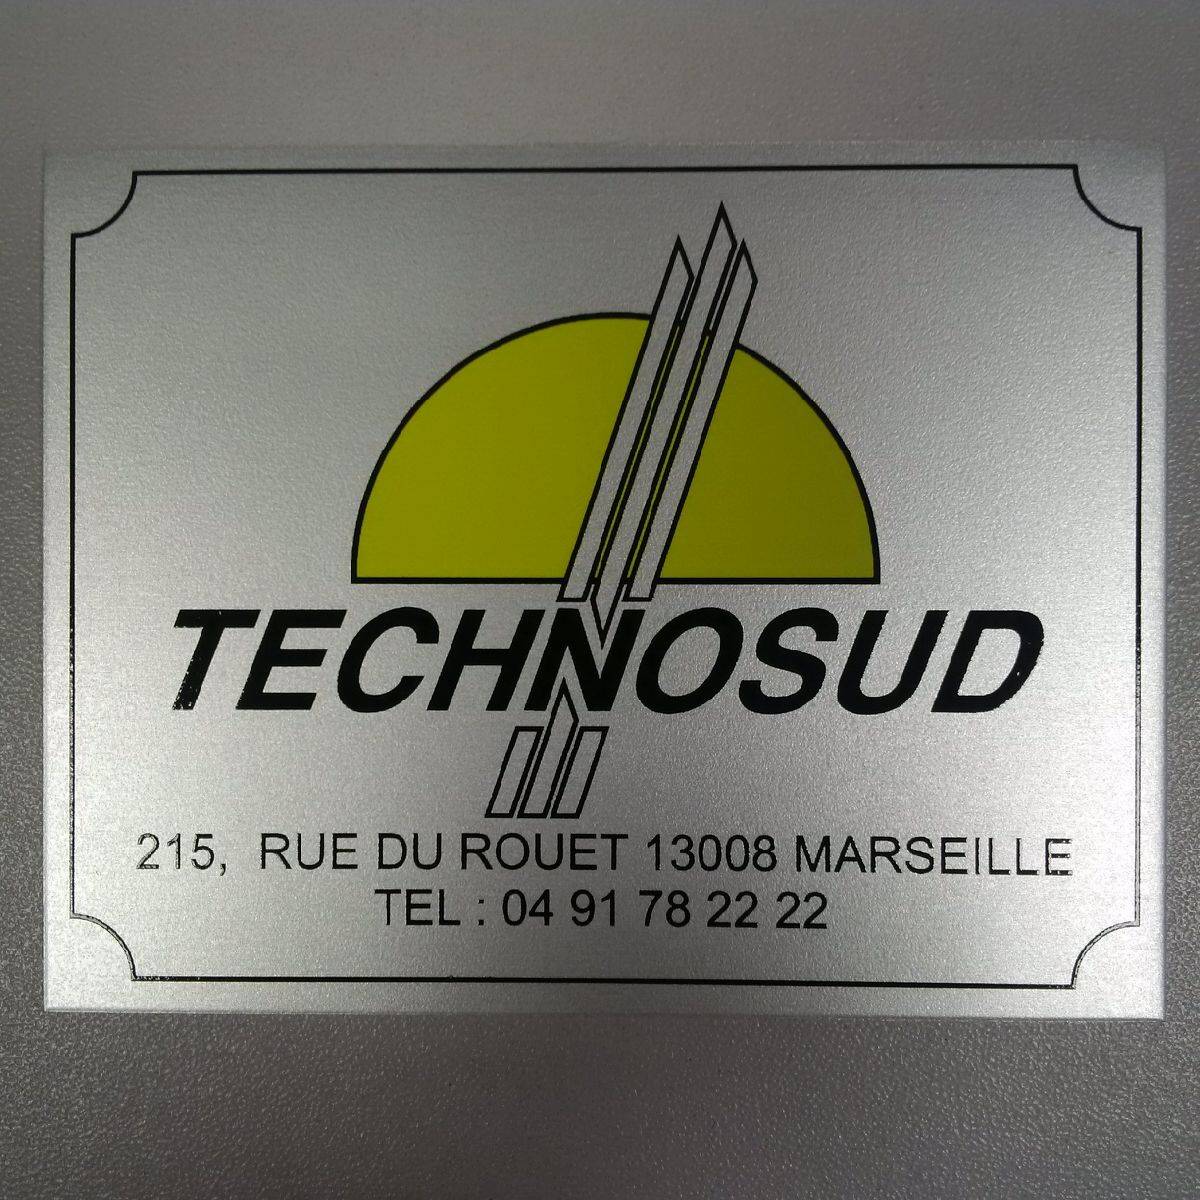 TECHNOSUD
215, RUE DU ROUET 13008 MARSEILLE
TEL : 04 91 78 22 22